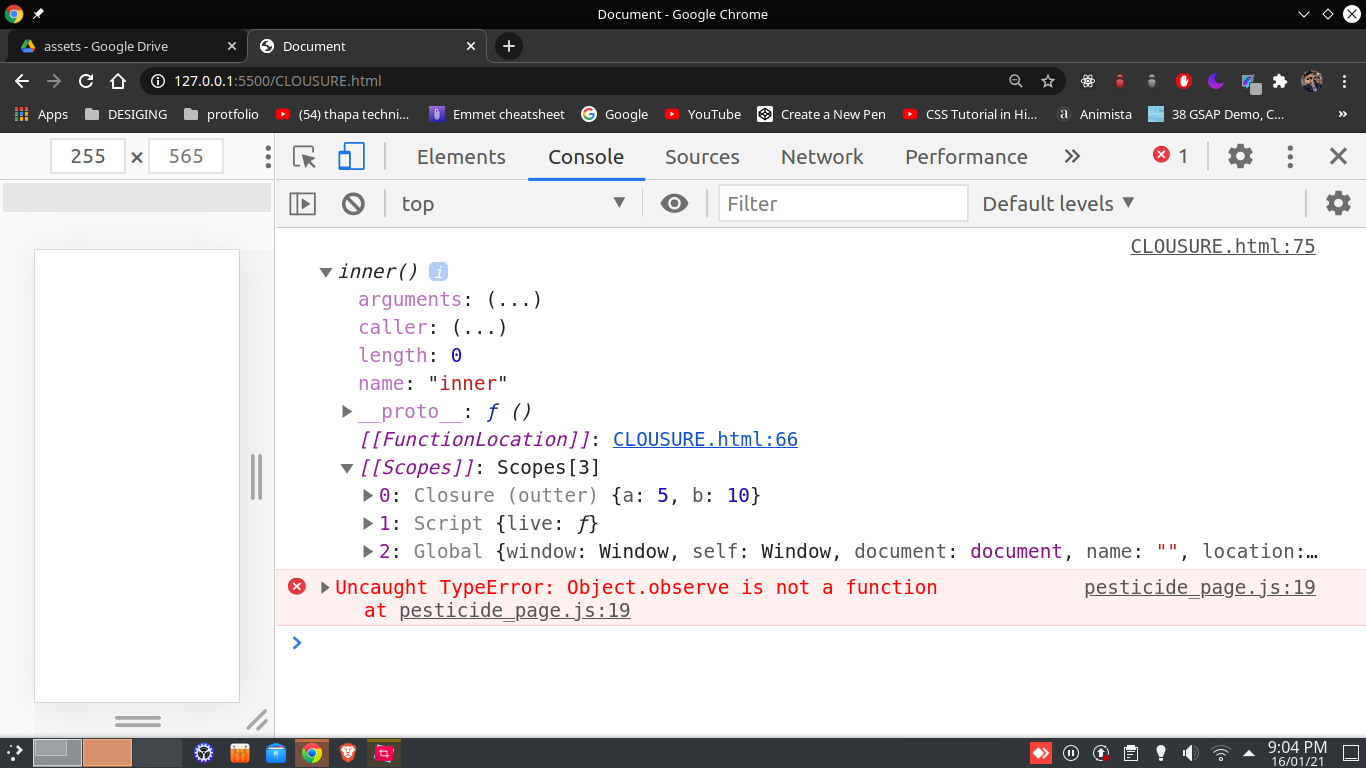 Document - Google Chrome
assets - Google Drive
Document
127.0.0.1:5500/CLOUSURE.html
Apps
DESIGING
protfolio
(54) thapa techni...
Emmet cheatsheet
Google
YouTube
Create a New Pen
CSS Tutorial in Hi...
a
Animista
38 GSAP Demo, C...
»
255 × 565
Elements
Console
Sources
Network
Performance
1
top
Filter
Default levels
CLOUSURE.html:75
inner() i
arguments: (...)
caller: (...)
length: 0
name: "inner"
__proto__: ƒ ()
[[FunctionLocation]]: CLOUSURE.html:66
[[Scopes]]: Scopes[3]
0: Closure (outter) {a: 5, b: 10}
1: Script {live: ƒ}
2: Global {window: Window, self: Window, document: document, name: "", location:…
Uncaught TypeError: Object.observe is not a function
pesticide_page.js:19
at pesticide_page.js:19
9:04 PM
16/01/21